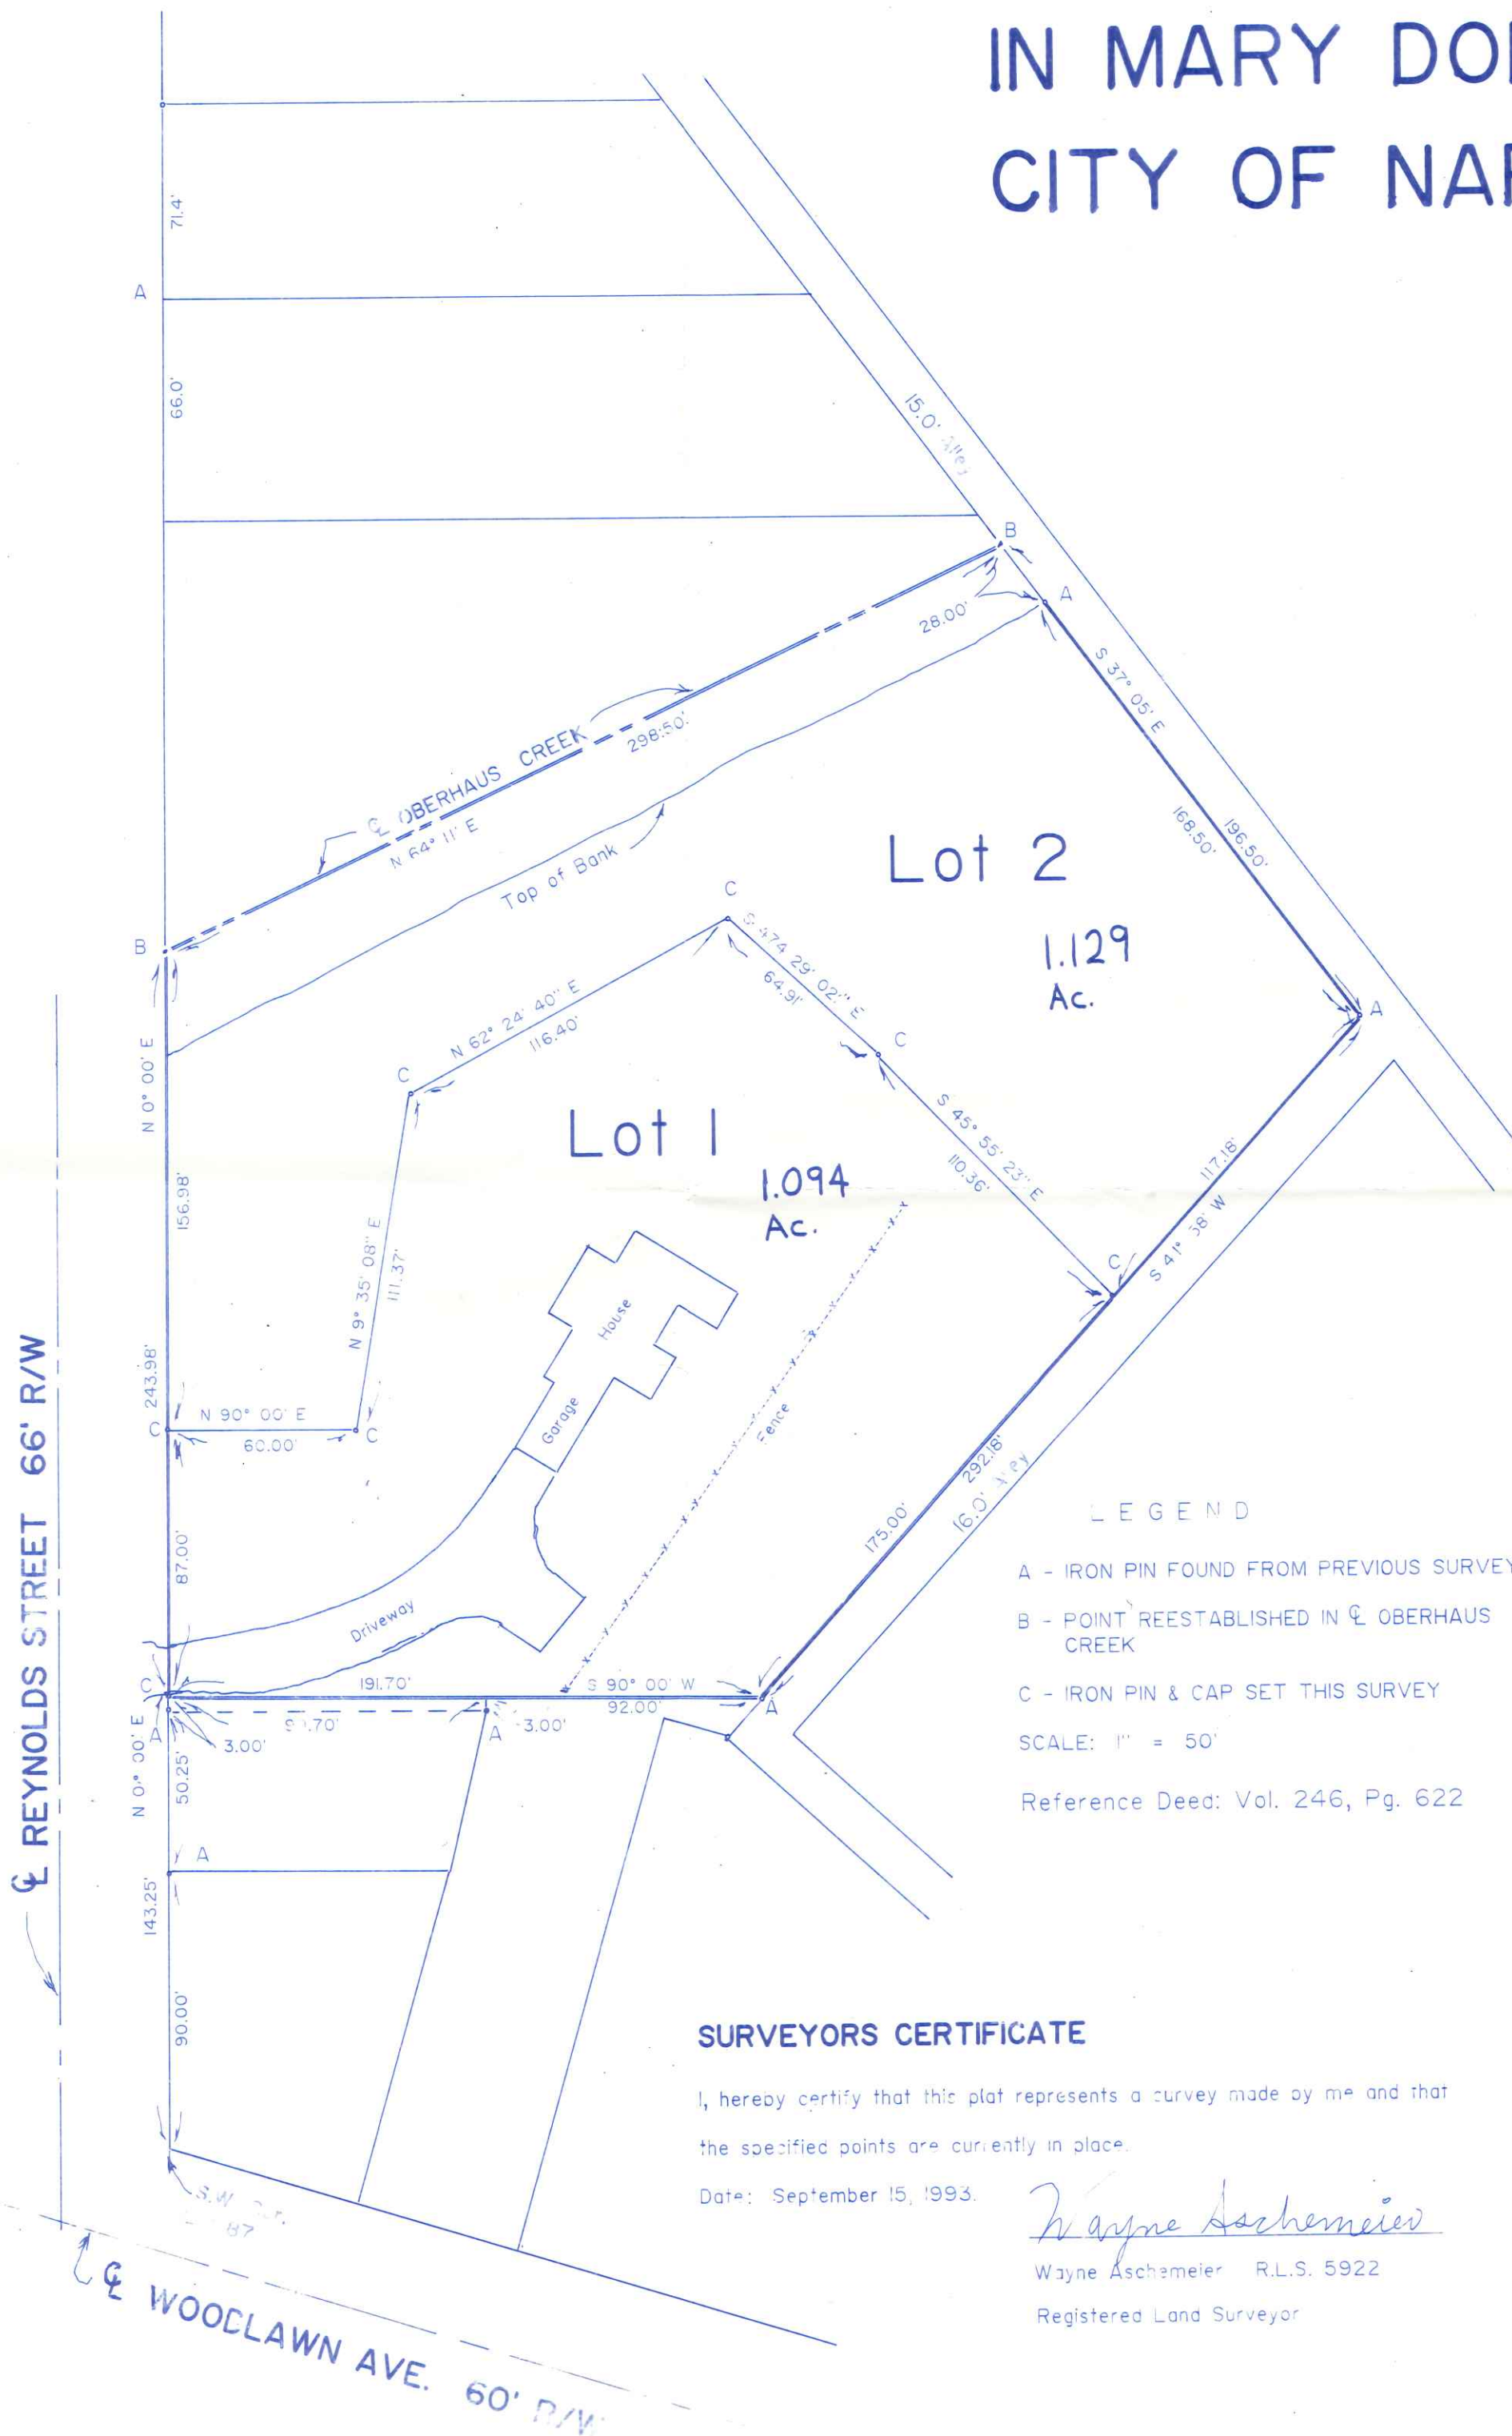 IN MARY DO
CITY OF NA
71.4'
A
66.0'
15.0' Alley
B
28.00'
A
S 37° 05' E
168.50'
196.50'
A
℄ OBERHAUS CREEK
298.50'
N 64° 11' E
Top of Bank
B
Lot 2
1.129
Ac.
C
64.91'
C
N 62° 24' 40" E
116.40'
C
N 0° 00' E
156.98'
243.98'
Lot 1
1.094
Ac.
S 45° 55' 23" E
110.36'
117.18'
S 41° 38' W
C
N 9° 35' 08" E
111.37'
House
Garage
Fence
C
N 90° 00' E
60.00'
C
87.00'
292.18'
175.00'
16.0' Alley
Driveway
C
191.70'
S 90° 00' W
92.00'
A
A
A
3.00'
3.00'
N 0° 00' E
50.25'
A
143.25'
90.00'
℄ REYNOLDS STREET 66' R/W
LEGEND
A - IRON PIN FOUND FROM PREVIOUS SURVEY
B - POINT REESTABLISHED IN ℄ OBERHAUS
CREEK
C - IRON PIN & CAP SET THIS SURVEY
SCALE: 1" = 50'
Reference Deed: Vol. 246, Pg. 622
SURVEYORS CERTIFICATE
I, hereby certify that this plat represents a survey made by me and that
the specified points are currently in place.
Date: September 15, 1993.
Wayne Aschemeier
Wayne Aschemeier R.L.S. 5922
Registered Land Surveyor
S.W. Cor.
87
℄ WOODLAWN AVE. 60' R/W